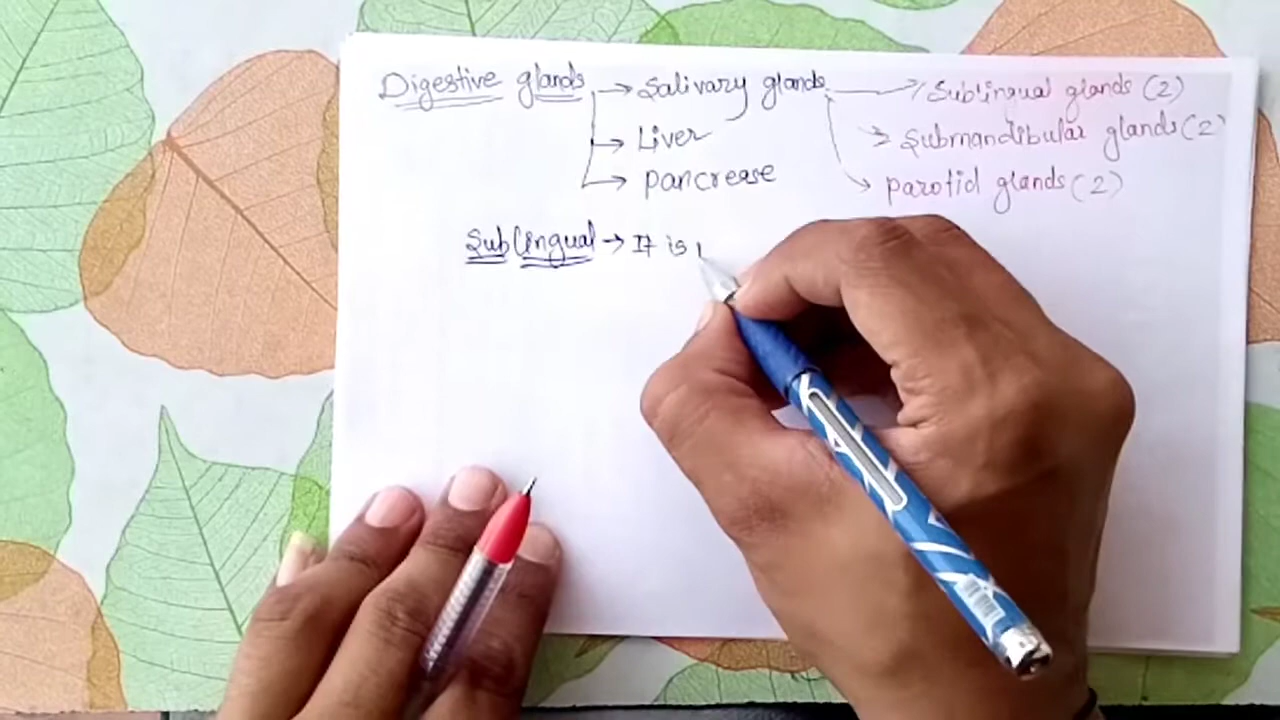 Digestive glands → Salivary glands → Sublingual glands (2)
→ Liver → Submandibular glands (2)
→ pancrease → parotid glands (2)
Sublingual → It is